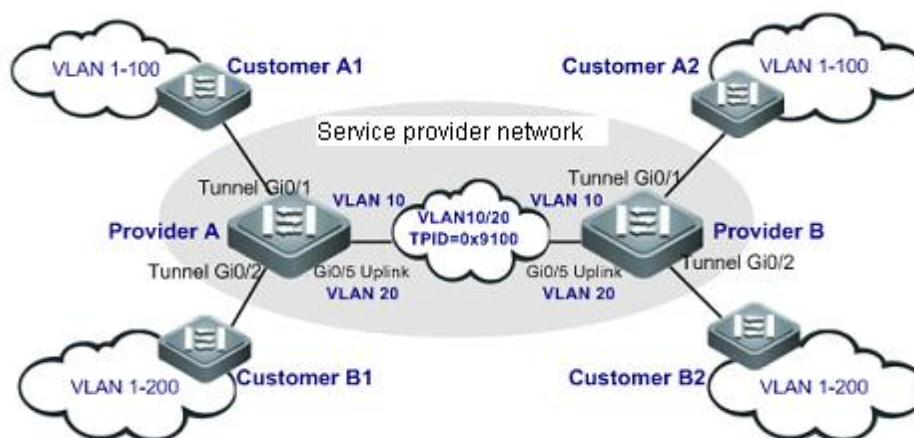 VLAN 1-100
Customer A1
Customer A2
VLAN 1-100
Service provider network
Tunnel Gi0/1
Tunnel Gi0/1
VLAN 10
VLAN 10
Provider A
VLAN10/20
TPID=0x9100
Provider B
Tunnel Gi0/2
Gi0/5 Uplink
Gi0/5 Uplink
Tunnel Gi0/2
VLAN 20
VLAN 20
VLAN 1-200
Customer B1
Customer B2
VLAN 1-200